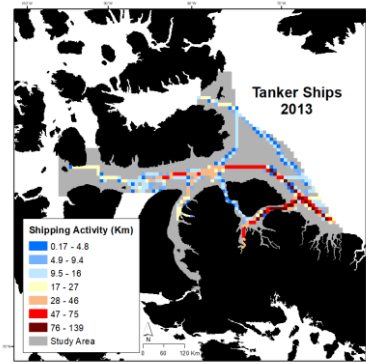 Tanker Ships
2013
Shipping Activity (Km)
0.17 - 4.8
4.9 - 9.4
9.5 - 16
17 - 27
28 - 46
47 - 75
76 - 139
Study Area
N
0
60
120 Km